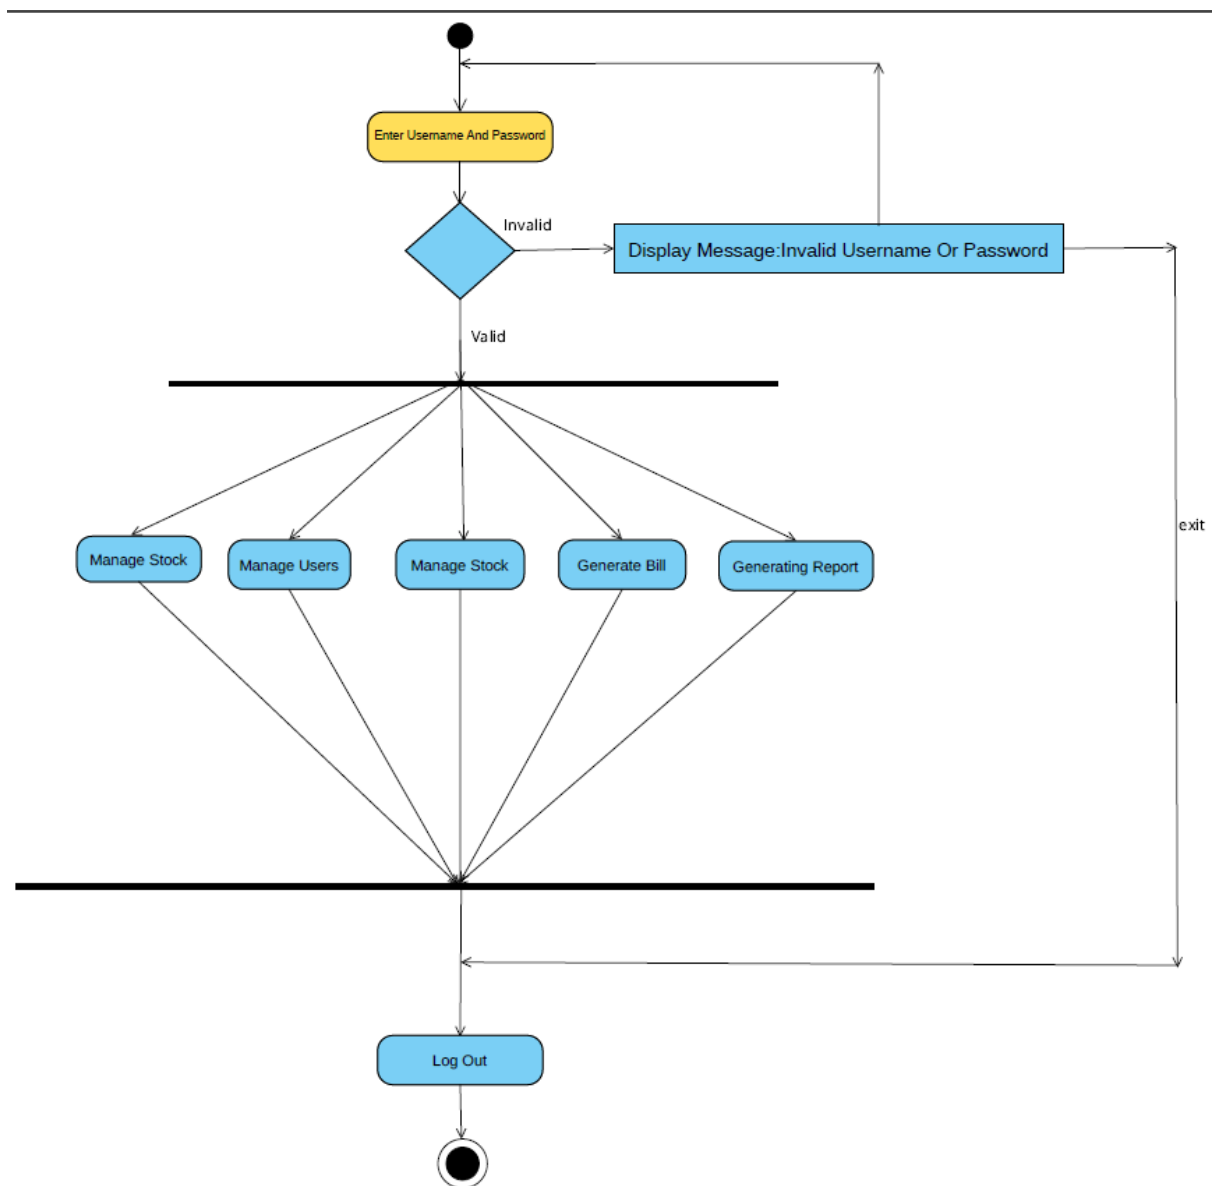 Enter Username And Password
Invalid
Display Message:Invalid Username Or Password
Valid
exit
Manage Stock
Manage Users
Manage Stock
Generate Bill
Generating Report
Log Out